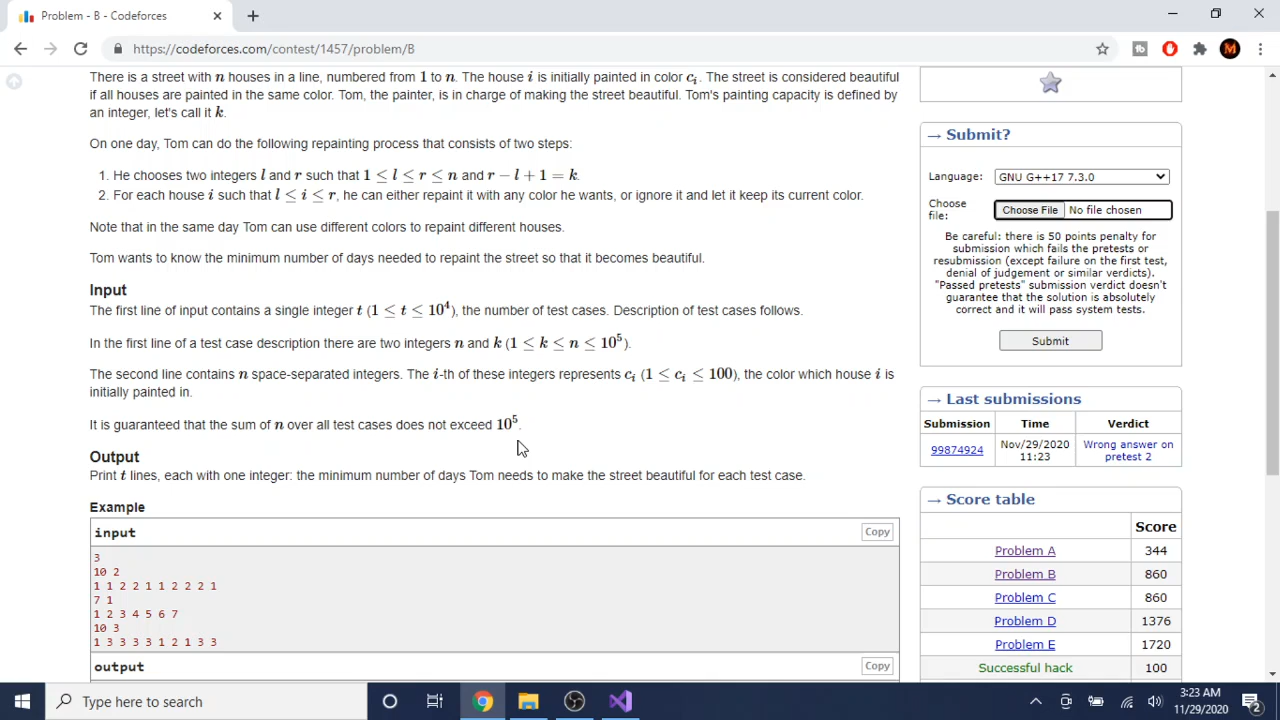 Problem - B - Codeforces
https://codeforces.com/contest/1457/problem/B
M
There is a street with n houses in a line, numbered from 1 to n. The house i is initially painted in color cᵢ. The street is considered beautiful
if all houses are painted in the same color. Tom, the painter, is in charge of making the street beautiful. Tom's painting capacity is defined by
an integer, let's call it k.
On one day, Tom can do the following repainting process that consists of two steps:
1. He chooses two integers l and r such that 1 ≤ l ≤ r ≤ n and r − l + 1 = k.
2. For each house i such that l ≤ i ≤ r, he can either repaint it with any color he wants, or ignore it and let it keep its current color.
Note that in the same day Tom can use different colors to repaint different houses.
Tom wants to know the minimum number of days needed to repaint the street so that it becomes beautiful.
Input
The first line of input contains a single integer t (1 ≤ t ≤ 10⁴), the number of test cases. Description of test cases follows.
In the first line of a test case description there are two integers n and k (1 ≤ k ≤ n ≤ 10⁵).
The second line contains n space-separated integers. The i-th of these integers represents cᵢ (1 ≤ cᵢ ≤ 100), the color which house i is
initially painted in.
It is guaranteed that the sum of n over all test cases does not exceed 10⁵.
Output
Print t lines, each with one integer: the minimum number of days Tom needs to make the street beautiful for each test case.
Example
input
Copy
3
10 2
1 1 2 2 1 1 2 2 2 1
7 1
1 2 3 4 5 6 7
10 3
1 3 3 3 3 1 2 1 3 3
output
Copy
→ Submit?
Language: GNU G++17 7.3.0
Choose
file: Choose File No file chosen
Be careful: there is 50 points penalty for
submission which fails the pretests or
resubmission (except failure on the first test,
denial of judgement or similar verdicts).
"Passed pretests" submission verdict doesn't
guarantee that the solution is absolutely
correct and it will pass system tests.
Submit
→ Last submissions
Submission Time Verdict
99874924 Nov/29/2020 Wrong answer on
11:23 pretest 2
→ Score table
Score
Problem A 344
Problem B 860
Problem C 860
Problem D 1376
Problem E 1720
Successful hack 100
Type here to search
3:23 AM
11/29/2020
2